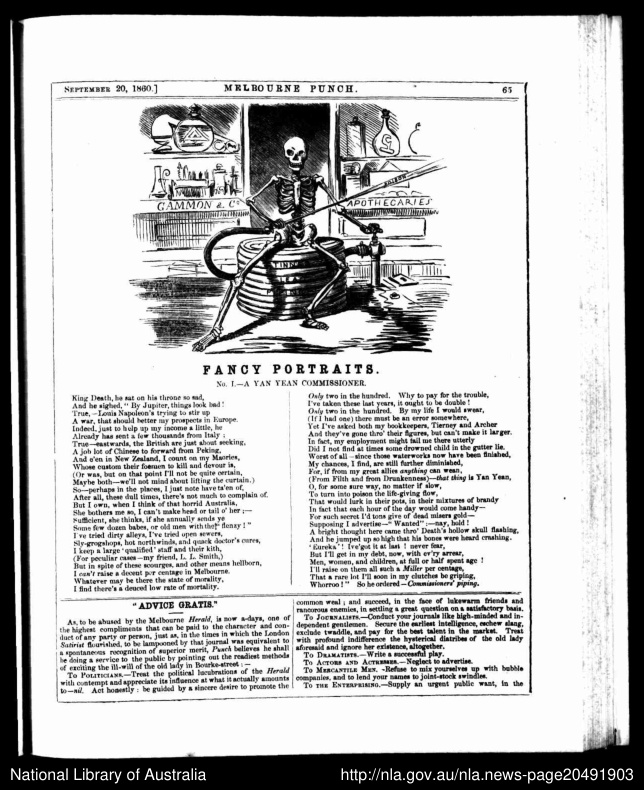 SEPTEMBER 20, 1860.] MELBOURNE PUNCH. 65
POISON
GAMMON & Co APOTHECARIES
FANCY PORTRAITS.
No. I.—A YAN YEAN COMMISSIONER.
King Death, he sat on his throne so sad,
And he sighed, "By Jupiter, things look bad!
True,—Louis Napoleon's trying to stir up
A war, that should better my prospects in Europe.
Indeed, just to help up my income a little, he
Already has sent a few thousands from Italy;
True—eastwards, the British are just about seeking,
A job lot of Chinese to forward from Peking,
And e'en in New Zealand, I count on my Maories,
Whose custom their foemen to kill and devour is,
(Or was, but on that point I'll not be quite certain,
Maybe both—we'll not mind about lifting the curtain.)
So—perhaps in the places, I just note have ta'en of,
After all, these dull times, there's not much to complain of.
But I own, when I think of that horrid Australia,
She bothers me so, I can't make head or tail o' her;—
Sufficient, she thinks, if she annually sends ye
Some few dozen babes, or old men with the "flenzy!"
I've tried dirty alleys, I've tried open sewers,
Sly-grogshops, hot northwinds, and quack doctor's cures,
I keep a large 'qualified' staff and their kith,
(For peculiar cases—my friend, L. L. Smith,)
But in spite of these scourges, and other means hellborn,
I can't raise a decent per centage in Melbourne.
Whatever may be there the state of morality,
I find there's a deuced low rate of mortality.
Only two in the hundred. Why to pay for the trouble,
I've taken these last years, it ought to be double!
Only two in the hundred. By my life I would swear,
(If I had one) there must be an error somewhere,
Yet I've asked both my bookkeepers, Tierney and Archer
And they've gone thro' their figures, but can't make it larger.
In fact, my employment might fail me there utterly
Did I not find at times some drowned child in the gutter lie.
Worst of all—since those waterworks now have been finished,
My chances, I find, are still further diminished,
For, if from my great allies anything can wean,
(From Filth and from Drunkenness)—that thing is Yan Yean,
O, for some sure way, no matter if slow,
To turn into poison the life-giving flow,
That would lurk in their pots, in their mixtures of brandy
In fact that each hour of the day would come handy—
For such secret I'd tons give of dead misers gold—
Supposing I advertise—"Wanted":—nay, hold!
A bright thought here came thro' Death's hollow skull flashing,
And he jumped up so high that his bones were heard crashing.
'Eureka'! I've got it at last! never fear,
But I'll get in my debt, now, with ev'ry arrear,
Men, women, and children, at full or half spent age!
I'll raise on them all such a Miller per centage,
That a rare lot I'll soon in my clutches be griping,
Whorroo!" So he ordered—Commissioners' piping.
"ADVICE GRATIS."
As, to be abused by the Melbourne Herald, is now a-days, one of
the highest compliments that can be paid to the character and con-
duct of any party or person, just as, in the times in which the London
Satirist flourished, to be lampooned by that journal was equivalent to
a spontaneous recognition of superior merit, Punch believes he shall
be doing a service to the public by pointing out the readiest methods
of exciting the ill-will of the old lady in Bourke-street:—
To POLITICIANS.—Treat the political lucubrations of the Herald
with contempt and appreciate its influence at what it actually amounts
to—nil. Act honestly: be guided by a sincere desire to promote the
common weal; and succeed, in the face of lukewarm friends and
rancorous enemies, in settling a great question on a satisfactory basis.
To JOURNALISTS.—Conduct your journals like high-minded and in-
dependent gentlemen. Secure the earliest intelligence, eschew slang,
exclude twaddle, and pay for the best talent in the market. Treat
with profound indifference the hysterical diatribes of the old lady
aforesaid and ignore her existence, altogether.
To DRAMATISTS.—Write a successful play.
To ACTORS AND ACTRESSES.—Neglect to advertise.
To MERCANTILE MEN.—Refuse to mix yourselves up with bubble
companies, and to lend your names to joint-stock swindles.
To THE ENTERPRISING.—Supply an urgent public want, in the
National Library of Australia http://nla.gov.au/nla.news-page20491903